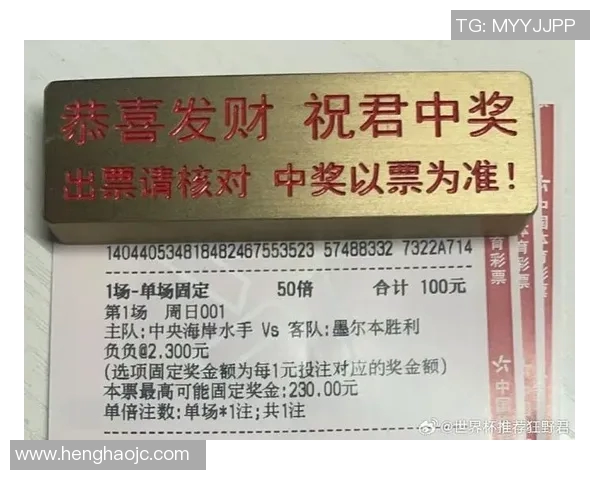 TG: MYYJJPP
恭喜发财 祝君中奖
出票请核对 中奖以票为准!
140440534818482467553523 57488332 7322A714
1场-单场固定 50倍 合计 100元
第1场 周日001
主队:中央海岸水手 Vs 客队:墨尔本胜利
负负@2.300元
(选项固定奖金额为每1元投注对应的奖金额)
本票最高可能固定奖金:230.00元
单倍注数:单场*1注;共1注
中国体育彩票
@世界杯推荐狂野君
www.henghaojc.com